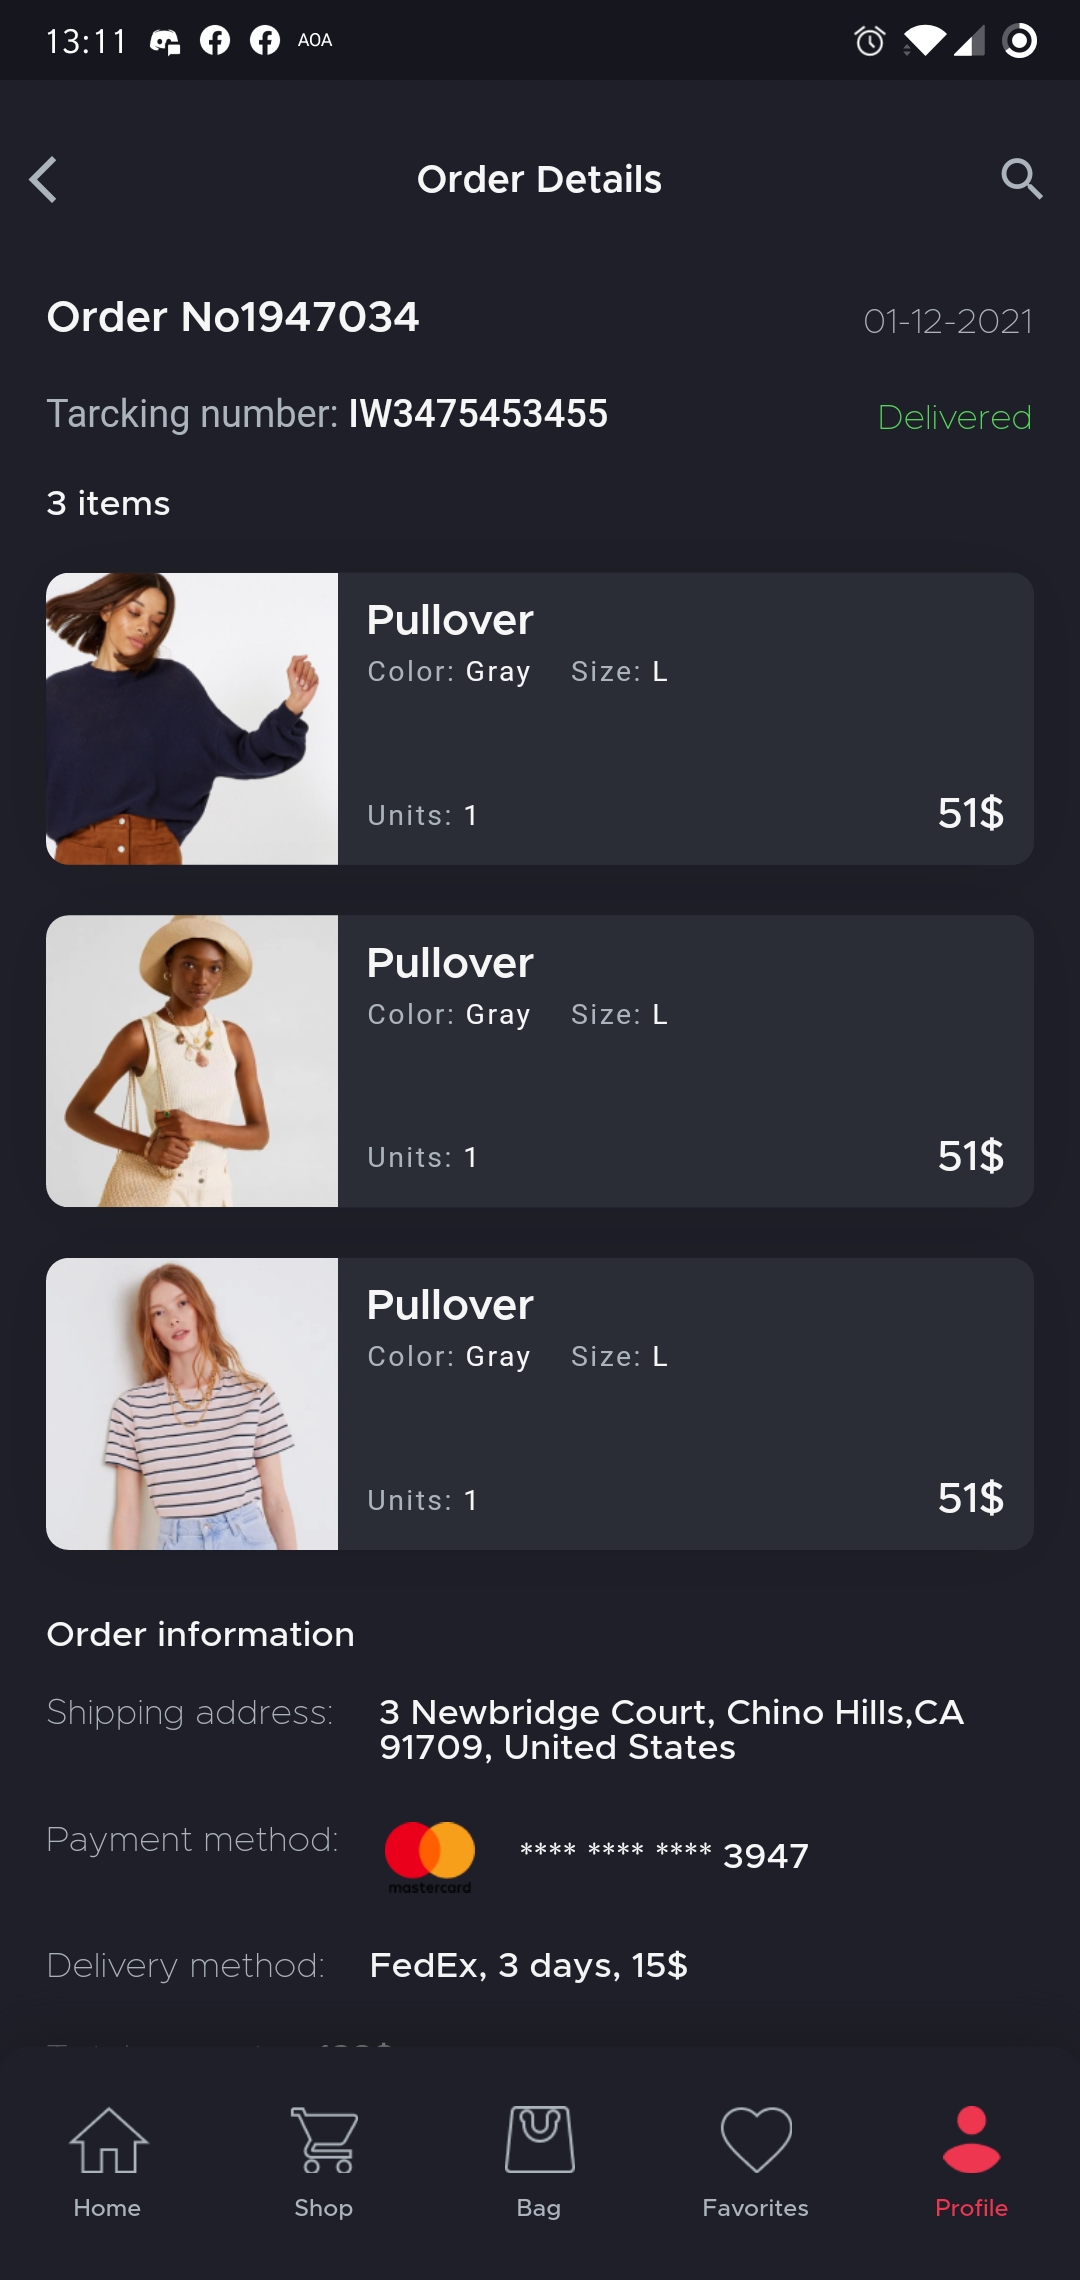 13:11 AOA
Order Details
Order No1947034
01-12-2021
Tarcking number: IW3475453455
Delivered
3 items
Pullover
Color: Gray Size: L
Units: 1
51$
Pullover
Color: Gray Size: L
Units: 1
51$
Pullover
Color: Gray Size: L
Units: 1
51$
Order information
Shipping address: 3 Newbridge Court, Chino Hills,CA
91709, United States
Payment method: mastercard **** **** **** 3947
Delivery method: FedEx, 3 days, 15$
Home Shop Bag Favorites Profile